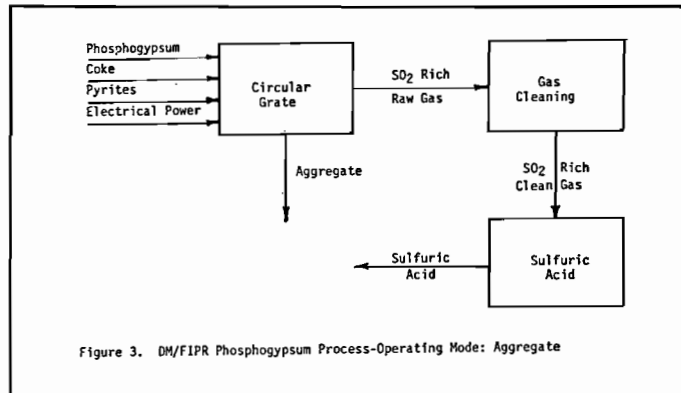 Phosphogypsum
Coke
Pyrites
Electrical Power
Circular
Grate
SO2 Rich
Raw Gas
Gas
Cleaning
Aggregate
SO2 Rich
Clean Gas
Sulfuric
Acid
Sulfuric
Acid
Figure 3. DM/FIPR Phosphogypsum Process-Operating Mode: Aggregate